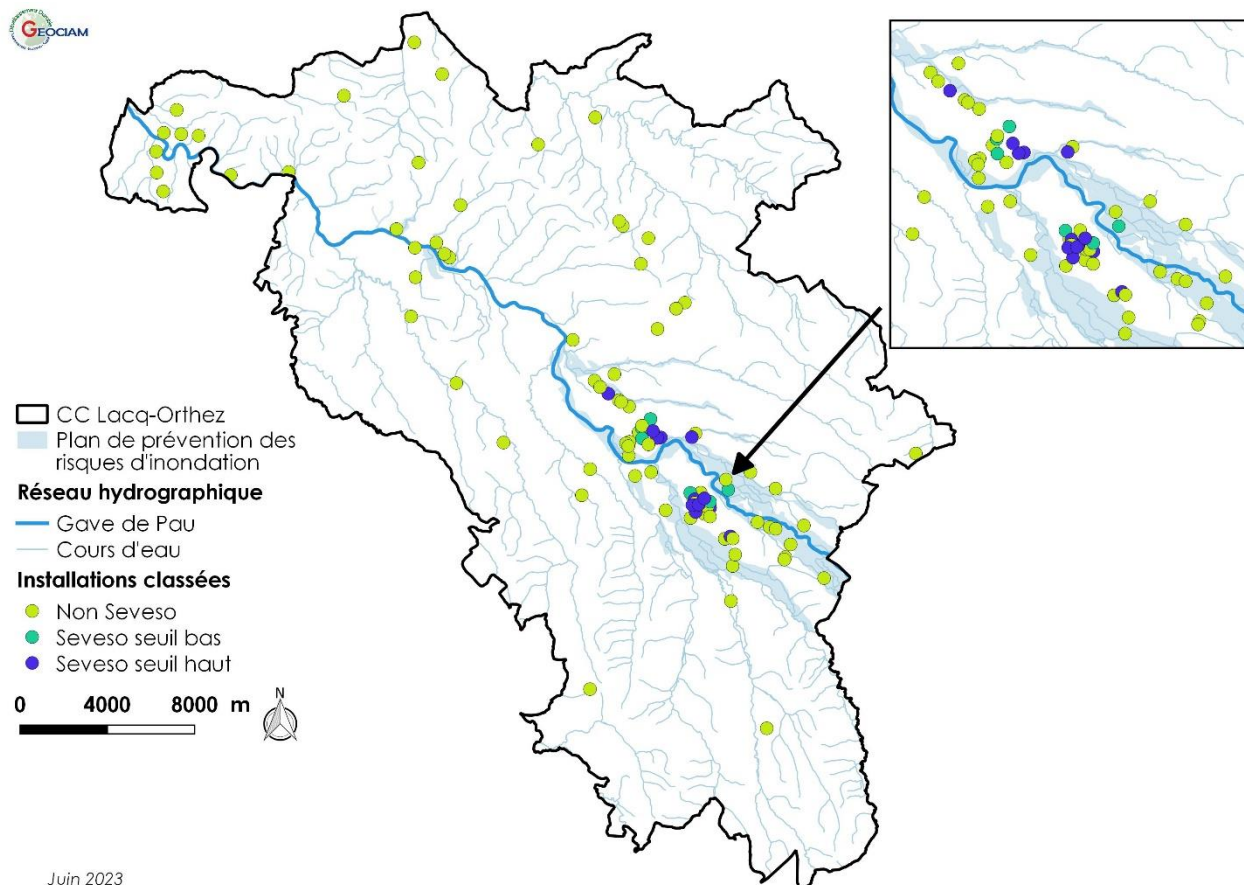 GEOCIAM
CC Lacq-Orthez
Plan de prévention des
risques d'inondation
Réseau hydrographique
Gave de Pau
Cours d'eau
Installations classées
Non Seveso
Seveso seuil bas
Seveso seuil haut
0 4000 8000 m
N
Juin 2023